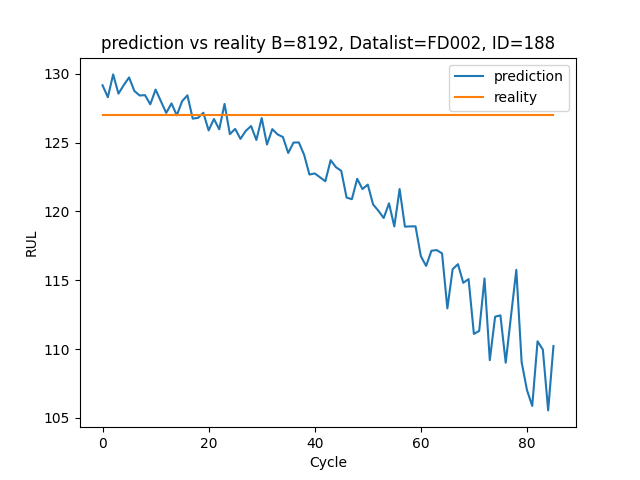 prediction vs reality B=8192, Datalist=FD002, ID=188
prediction
reality
130
125
120
115
110
105
RUL
0 20 40 60 80
Cycle